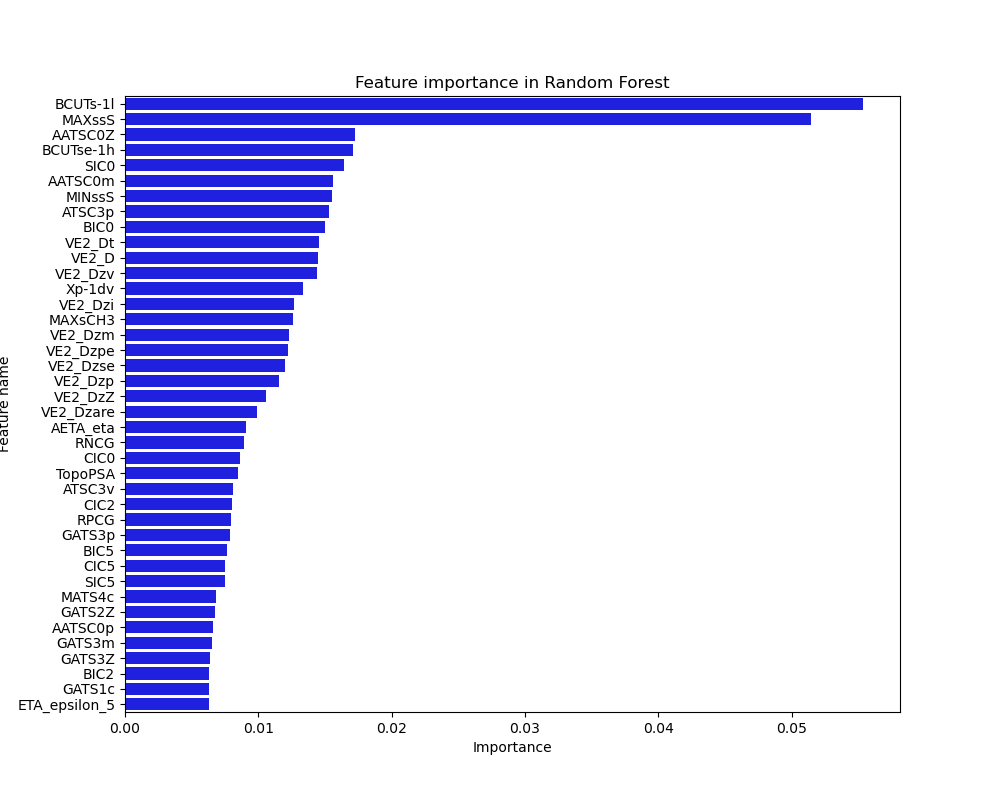 Feature importance in Random Forest
BCUTs-1l
MAXssS
AATSC0Z
BCUTse-1h
SIC0
AATSC0m
MINssS
ATSC3p
BIC0
VE2_Dt
VE2_D
VE2_Dzv
Xp-1dv
VE2_Dzi
MAXsCH3
VE2_Dzm
VE2_Dzpe
VE2_Dzse
VE2_Dzp
VE2_DzZ
VE2_Dzare
AETA_eta
RNCG
CIC0
TopoPSA
ATSC3v
CIC2
RPCG
GATS3p
BIC5
CIC5
SIC5
MATS4c
GATS2Z
AATSC0p
GATS3m
GATS3Z
BIC2
GATS1c
ETA_epsilon_5
Feature name
0.00 0.01 0.02 0.03 0.04 0.05
Importance